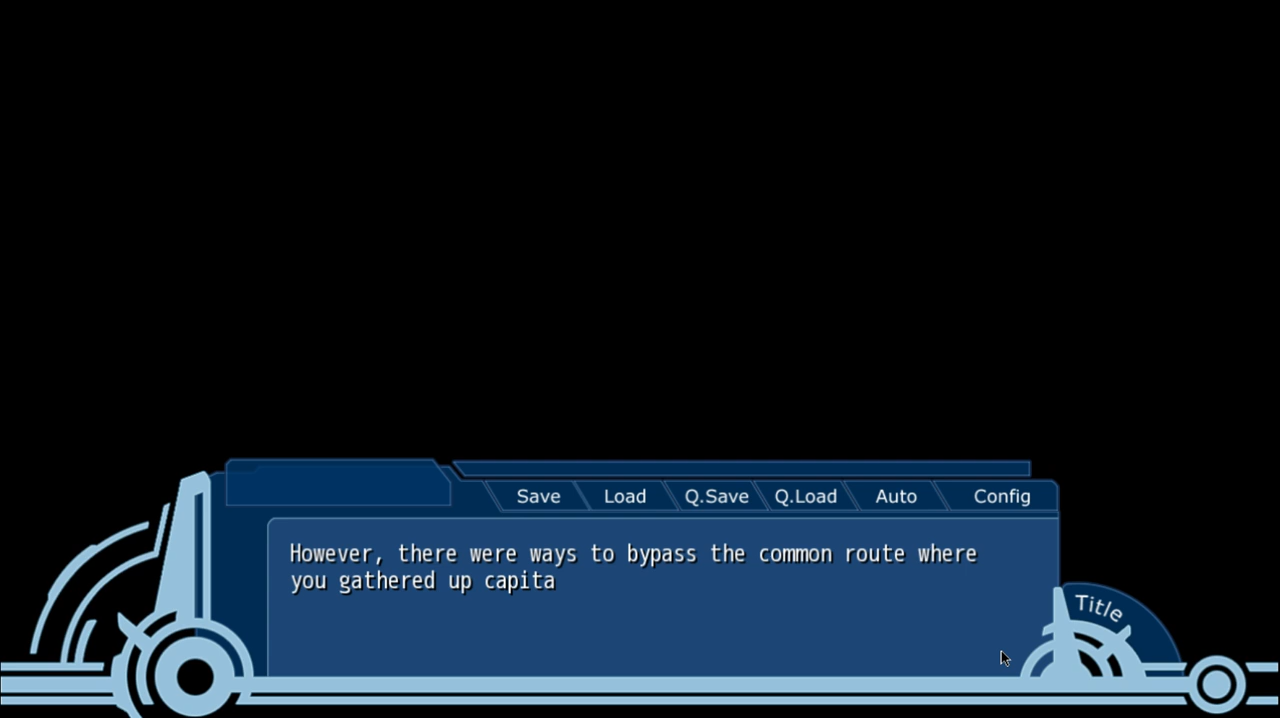 Save Load Q.Save Q.Load Auto Config
However, there were ways to bypass the common route where
you gathered up capita
Title